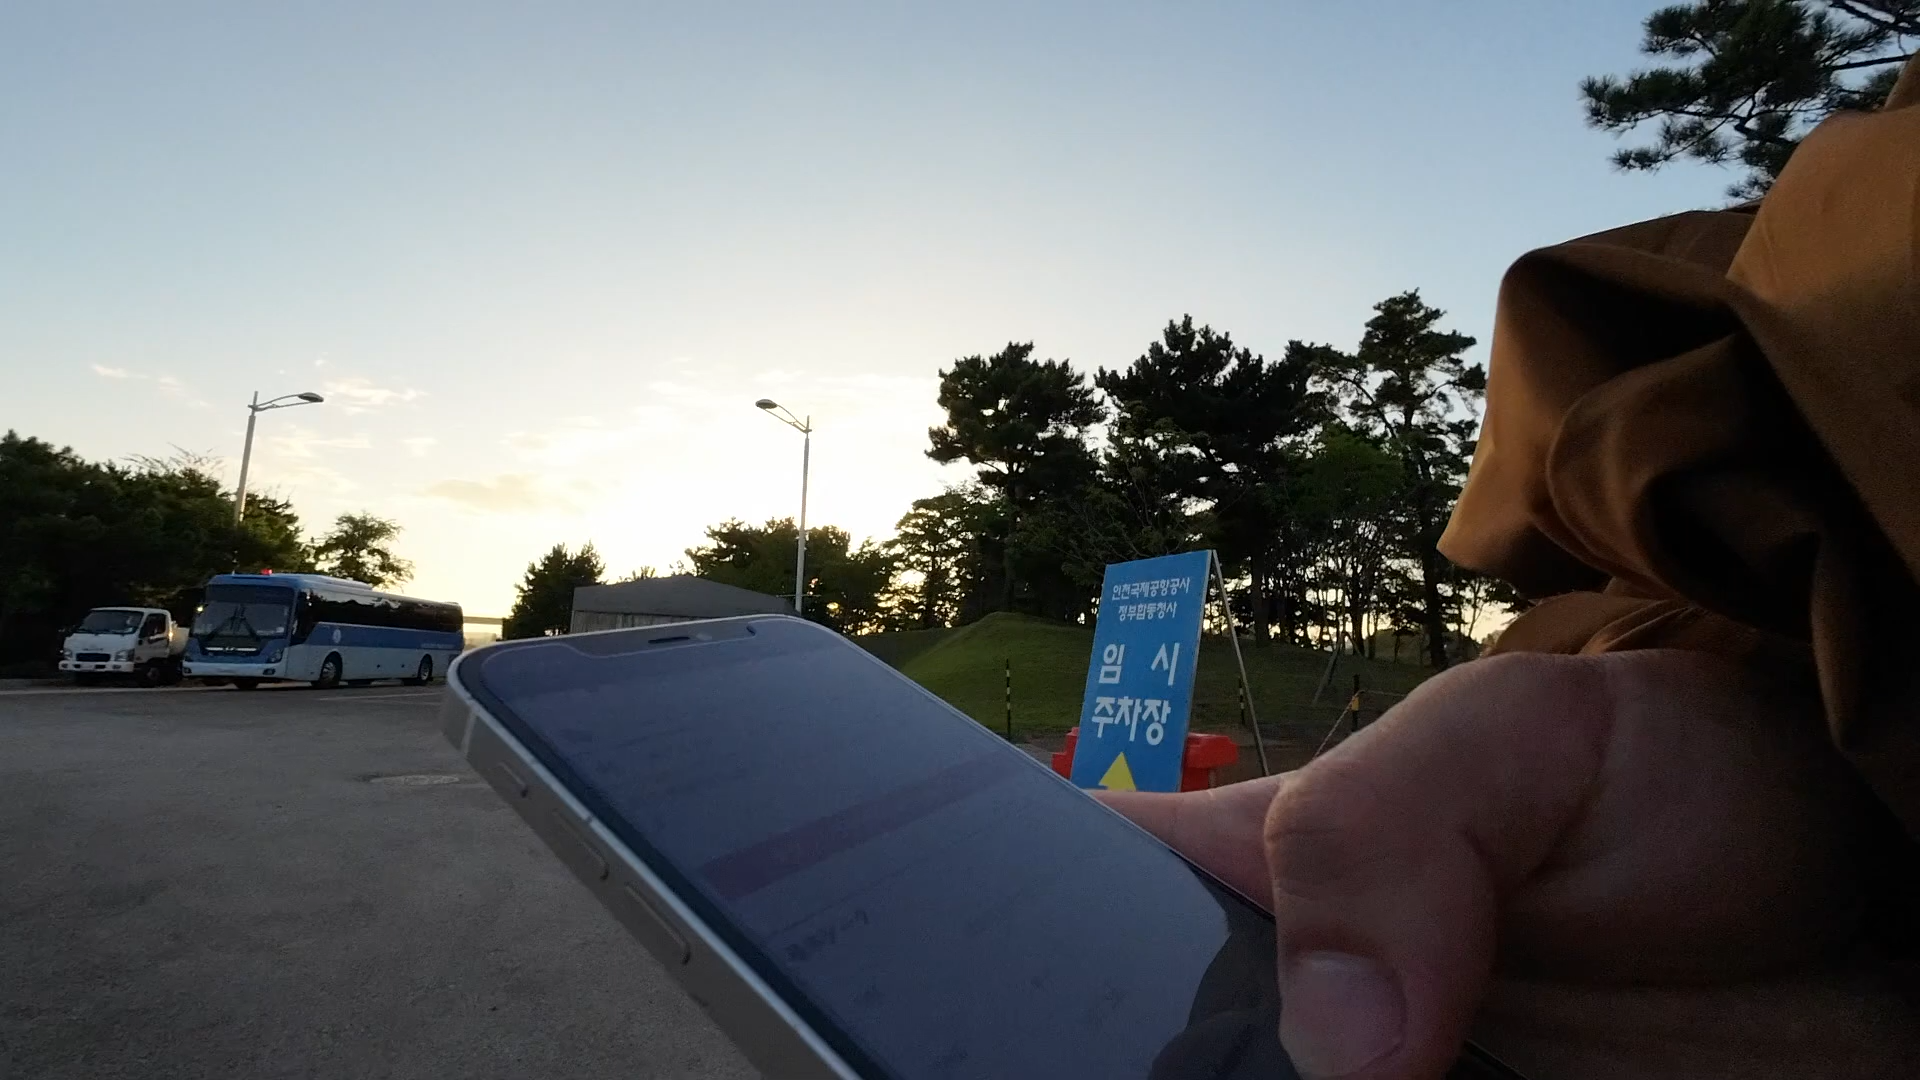 인천국제공항공사
정부합동청사
임 시
주차장